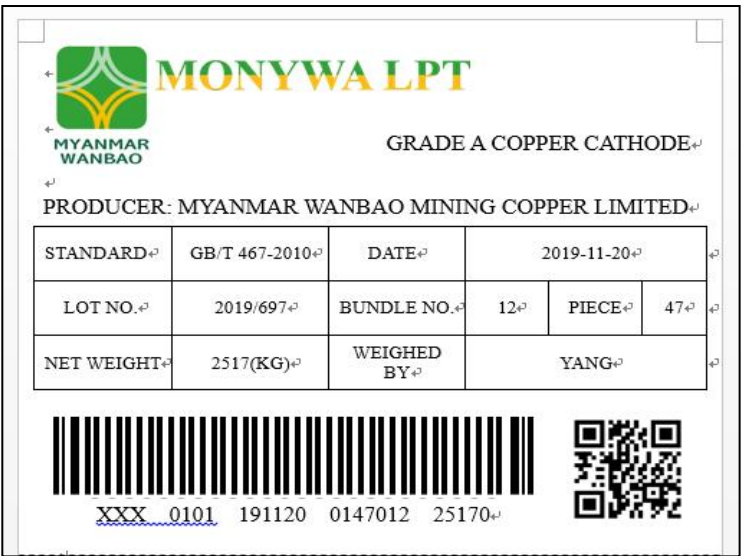 MONYWA LPT
MYANMAR
WANBAO
GRADE A COPPER CATHODE
PRODUCER: MYANMAR WANBAO MINING COPPER LIMITED
STANDARD GB/T 467-2010 DATE 2019-11-20
LOT NO. 2019/697 BUNDLE NO. 12 PIECE 47
NET WEIGHT 2517(KG) WEIGHED BY YANG
XXX 0101 191120 0147012 25170